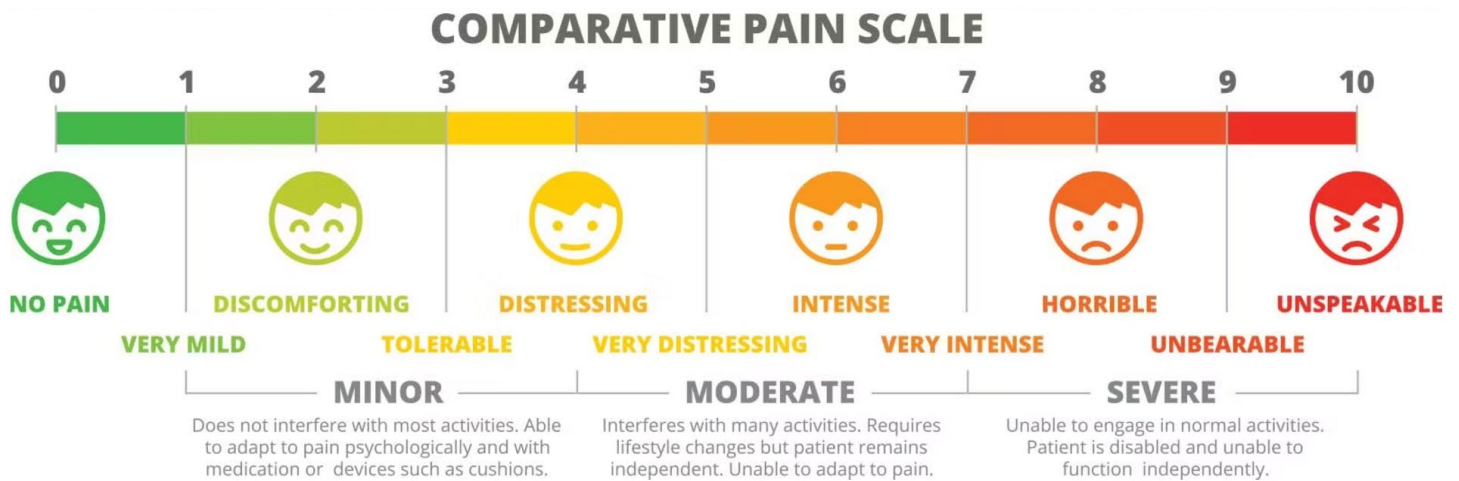 COMPARATIVE PAIN SCALE
0 1 2 3 4 5 6 7 8 9 10
NO PAIN DISCOMFORTING DISTRESSING INTENSE HORRIBLE UNSPEAKABLE
VERY MILD TOLERABLE VERY DISTRESSING VERY INTENSE UNBEARABLE
MINOR
Does not interfere with most activities. Able
to adapt to pain psychologically and with
medication or devices such as cushions.
MODERATE
Interferes with many activities. Requires
lifestyle changes but patient remains
independent. Unable to adapt to pain.
SEVERE
Unable to engage in normal activities.
Patient is disabled and unable to
function independently.